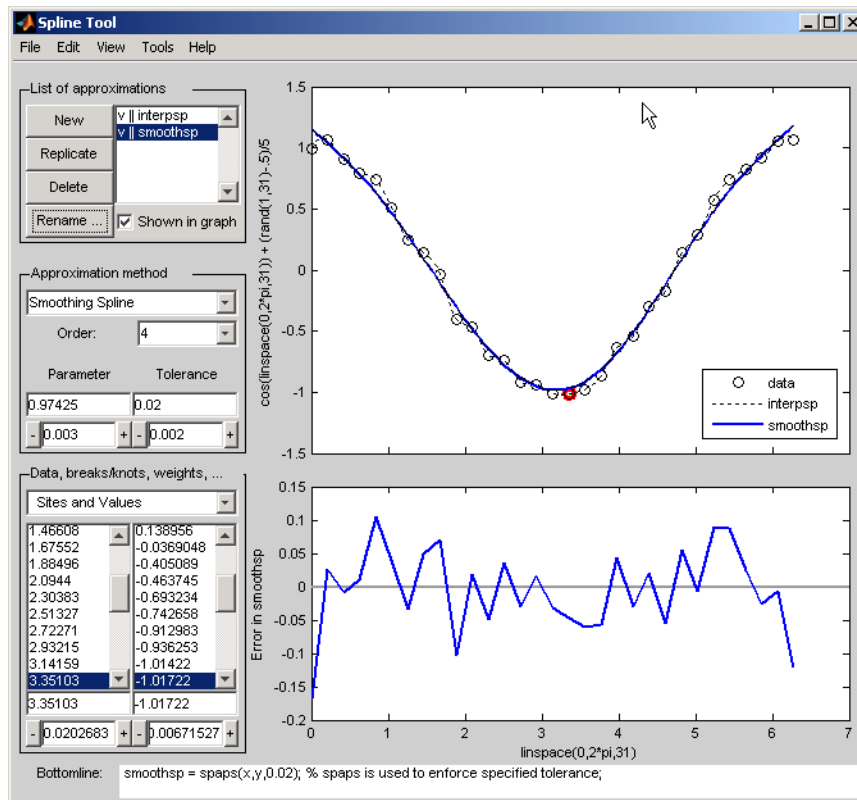 Spline Tool
File Edit View Tools Help
List of approximations
New
Replicate
Delete
Rename ...
v || interpsp
v || smoothsp
Shown in graph
Approximation method
Smoothing Spline
Order: 4
Parameter Tolerance
0.97425 0.02
- 0.003 + - 0.002 +
Data, breaks/knots, weights, ...
Sites and Values
1.46608 0.138956
1.67552 -0.0369048
1.88496 -0.405089
2.0944 -0.463745
2.30383 -0.693234
2.51327 -0.742658
2.72271 -0.912983
2.93215 -0.936253
3.14159 -1.01422
3.35103 -1.01722
3.35103 -1.01722
- 0.0202683 + - 0.00671527 +
cos(linspace(0,2*pi,31)) + (rand(1,31)-.5)/5
1.5
1
0.5
0
-0.5
-1
-1.5
0 1 2 3 4 5 6 7
data
interpsp
smoothsp
Error in smoothsp
0.15
0.1
0.05
0
-0.05
-0.1
-0.15
-0.2
0 1 2 3 4 5 6 7
linspace(0,2*pi,31)
Bottomline: smoothsp = spaps(x,y,0.02); % spaps is used to enforce specified tolerance;